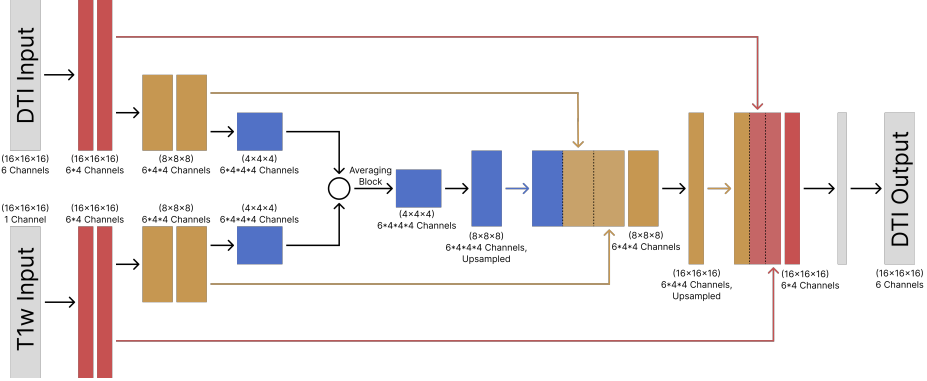 DTI Input
(16×16×16)
6 Channels
(16×16×16)
6*4 Channels
(8×8×8)
6*4*4 Channels
(4×4×4)
6*4*4*4 Channels
Averaging
Block
(16×16×16)
1 Channel
(16×16×16)
6*4 Channels
(8×8×8)
6*4*4 Channels
(4×4×4)
6*4*4*4 Channels
T1w Input
(4×4×4)
6*4*4*4 Channels
(8×8×8)
6*4*4*4 Channels,
Upsampled
(8×8×8)
6*4*4 Channels
(16×16×16)
6*4*4 Channels,
Upsampled
(16×16×16)
6*4 Channels
DTI Output
(16×16×16)
6 Channels